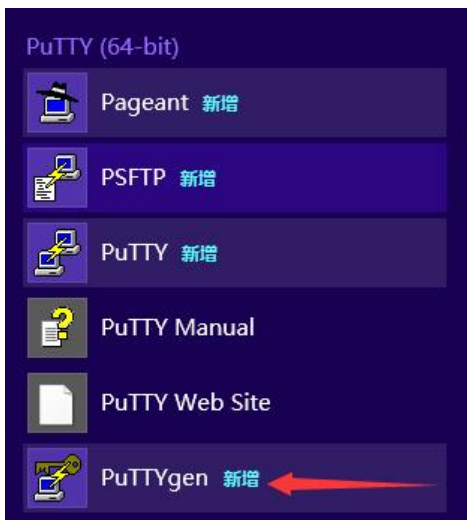 PuTTY (64-bit)
Pageant 新增
PSFTP 新增
PuTTY 新增
PuTTY Manual
PuTTY Web Site
PuTTYgen 新增